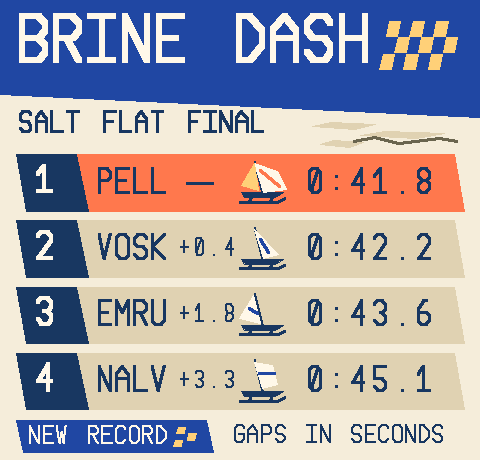 BRINE DASH
SALT FLAT FINAL
1 PELL — 0:41.8
2 VOSK +0.4 0:42.2
3 EMRU +1.8 0:43.6
4 NALV +3.3 0:45.1
NEW RECORD GAPS IN SECONDS